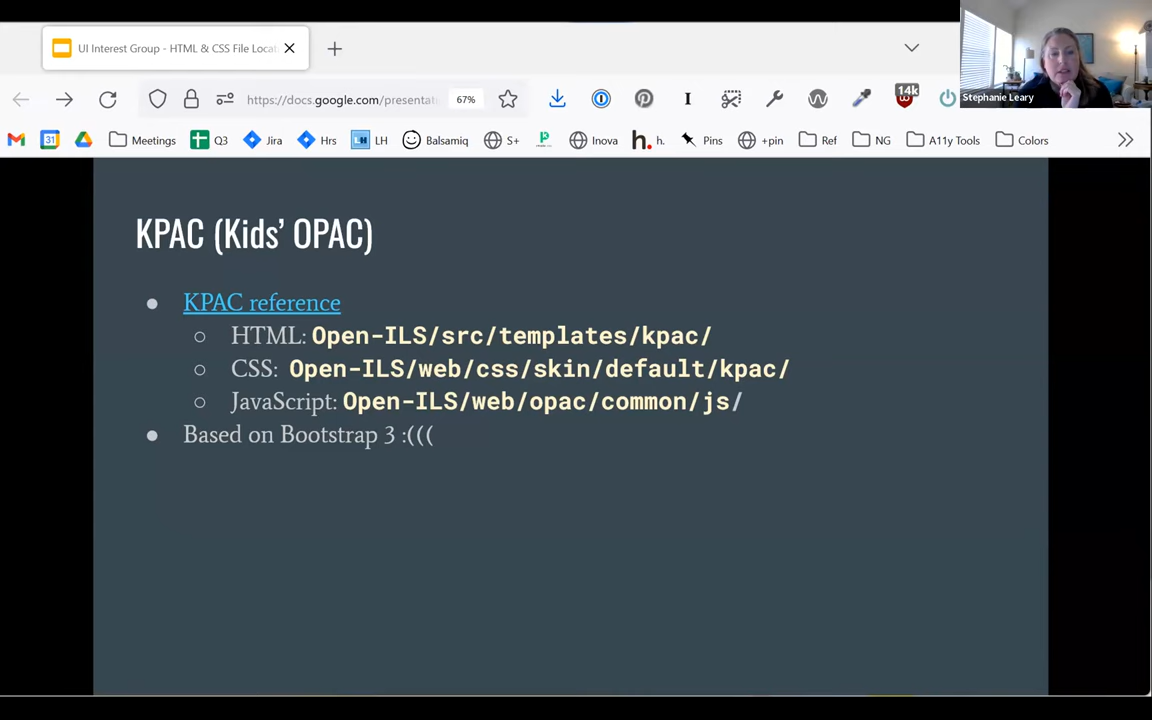 UI Interest Group - HTML & CSS File Locat
https://docs.google.com/presentat
67%
14k
Stephanie Leary
31
Meetings
Q3
Jira
Hrs
LH
LH
Balsamiq
S+
Inova
h. h.
Pins
+pin
Ref
NG
A11y Tools
Colors
KPAC (Kids’ OPAC)
● KPAC reference
○ HTML: Open-ILS/src/templates/kpac/
○ CSS: Open-ILS/web/css/skin/default/kpac/
○ JavaScript: Open-ILS/web/opac/common/js/
● Based on Bootstrap 3 :(((